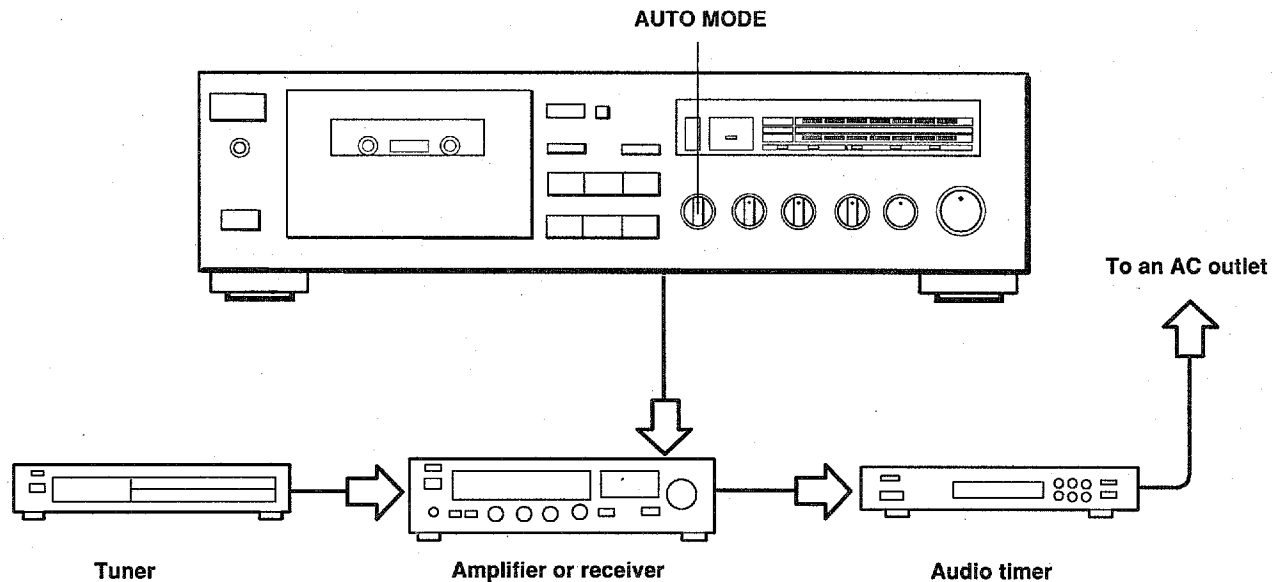 AUTO MODE
To an AC outlet
Tuner
Amplifier or receiver
Audio timer